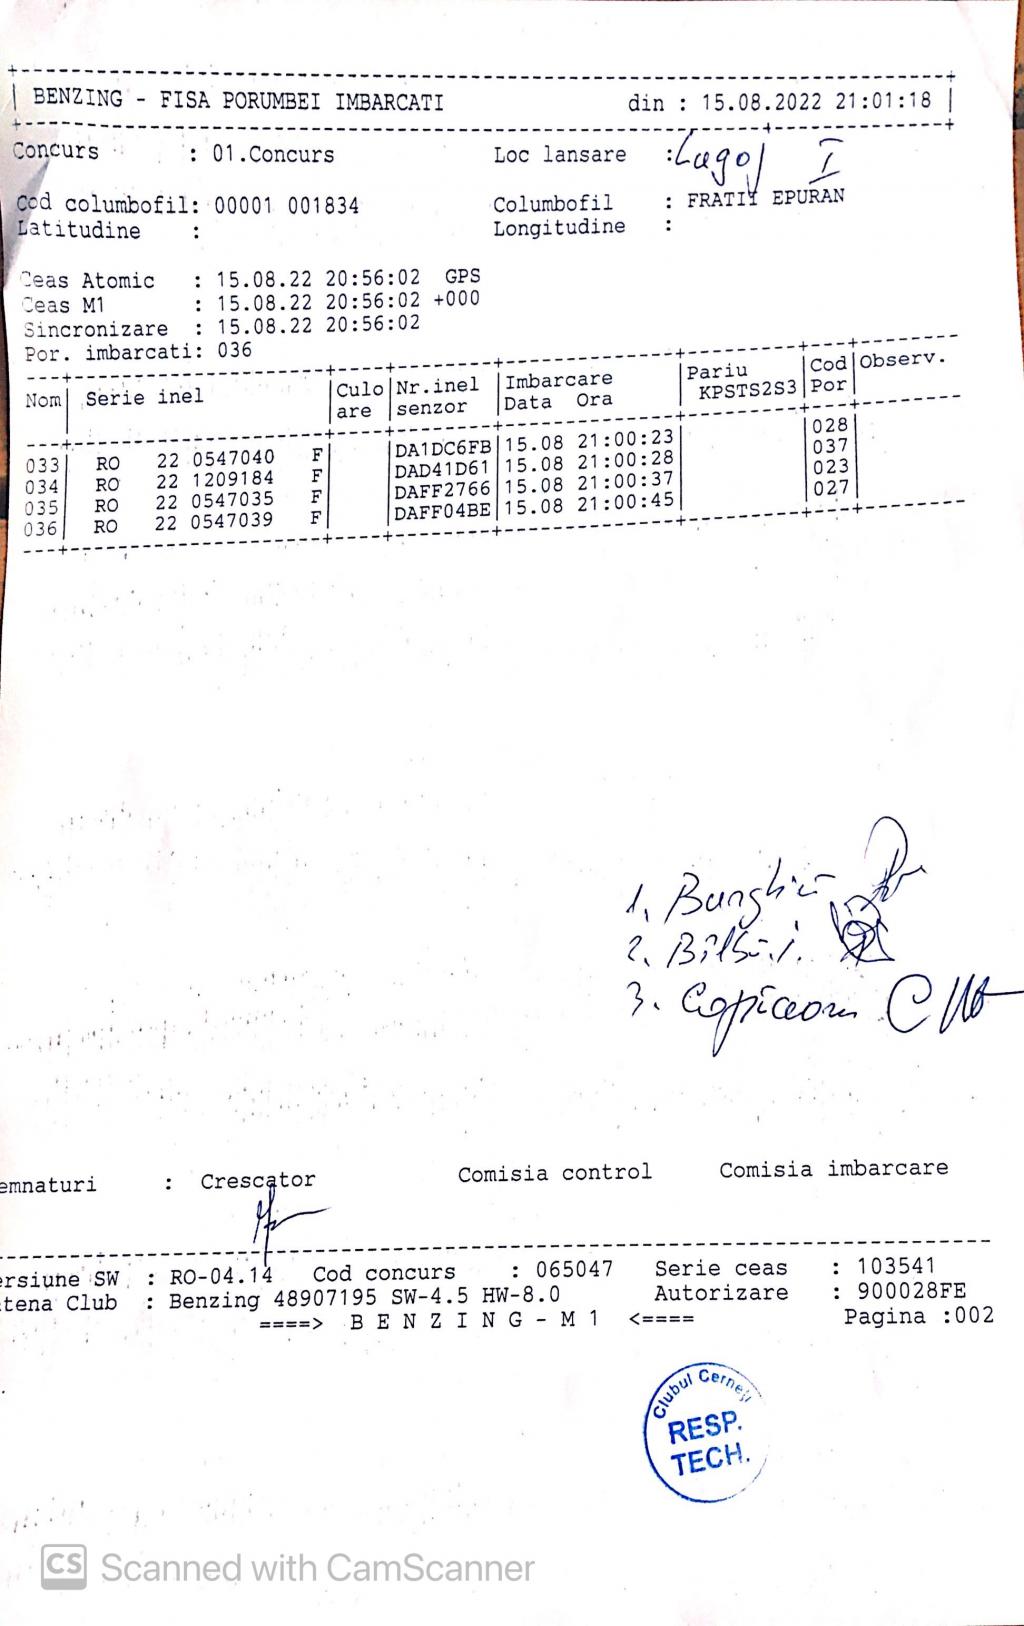 BENZING - FISA PORUMBEI IMBARCATI din : 15.08.2022 21:01:18
Concurs : 01.Concurs Loc lansare : Lugoj I
Cod columbofil: 00001 001834 Columbofil : FRATII EPURAN
Latitudine : Longitudine :
Ceas Atomic : 15.08.22 20:56:02 GPS
Ceas M1 : 15.08.22 20:56:02 +000
Sincronizare : 15.08.22 20:56:02
Por. imbarcati: 036
Nom Serie inel Culo Nr.inel Imbarcare Pariu Cod Observ.
are senzor Data Ora KPSTS2S3 Por
033 RO 22 0547040 F DA1DC6FB 15.08 21:00:23 028
034 RO 22 1209184 F DAD41D61 15.08 21:00:28 037
035 RO 22 0547035 F DAFF2766 15.08 21:00:37 023
036 RO 22 0547039 F DAFF04BE 15.08 21:00:45 027
1.
2.
3.
emnaturi : Crescator Comisia control Comisia imbarcare
ersiune SW : RO-04.14 Cod concurs : 065047 Serie ceas : 103541
tena Club : Benzing 48907195 SW-4.5 HW-8.0 Autorizare : 900028FE
====> B E N Z I N G - M 1 <==== Pagina :002
Clubul Cerneți
RESP.
TECH.
CS Scanned with CamScanner